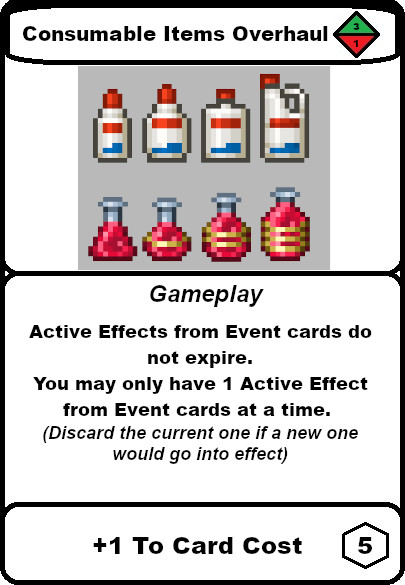 Consumable Items Overhaul
3
1
Gameplay
Active Effects from Event cards do
not expire.
You may only have 1 Active Effect
from Event cards at a time.
(Discard the current one if a new one
would go into effect)
+1 To Card Cost
5